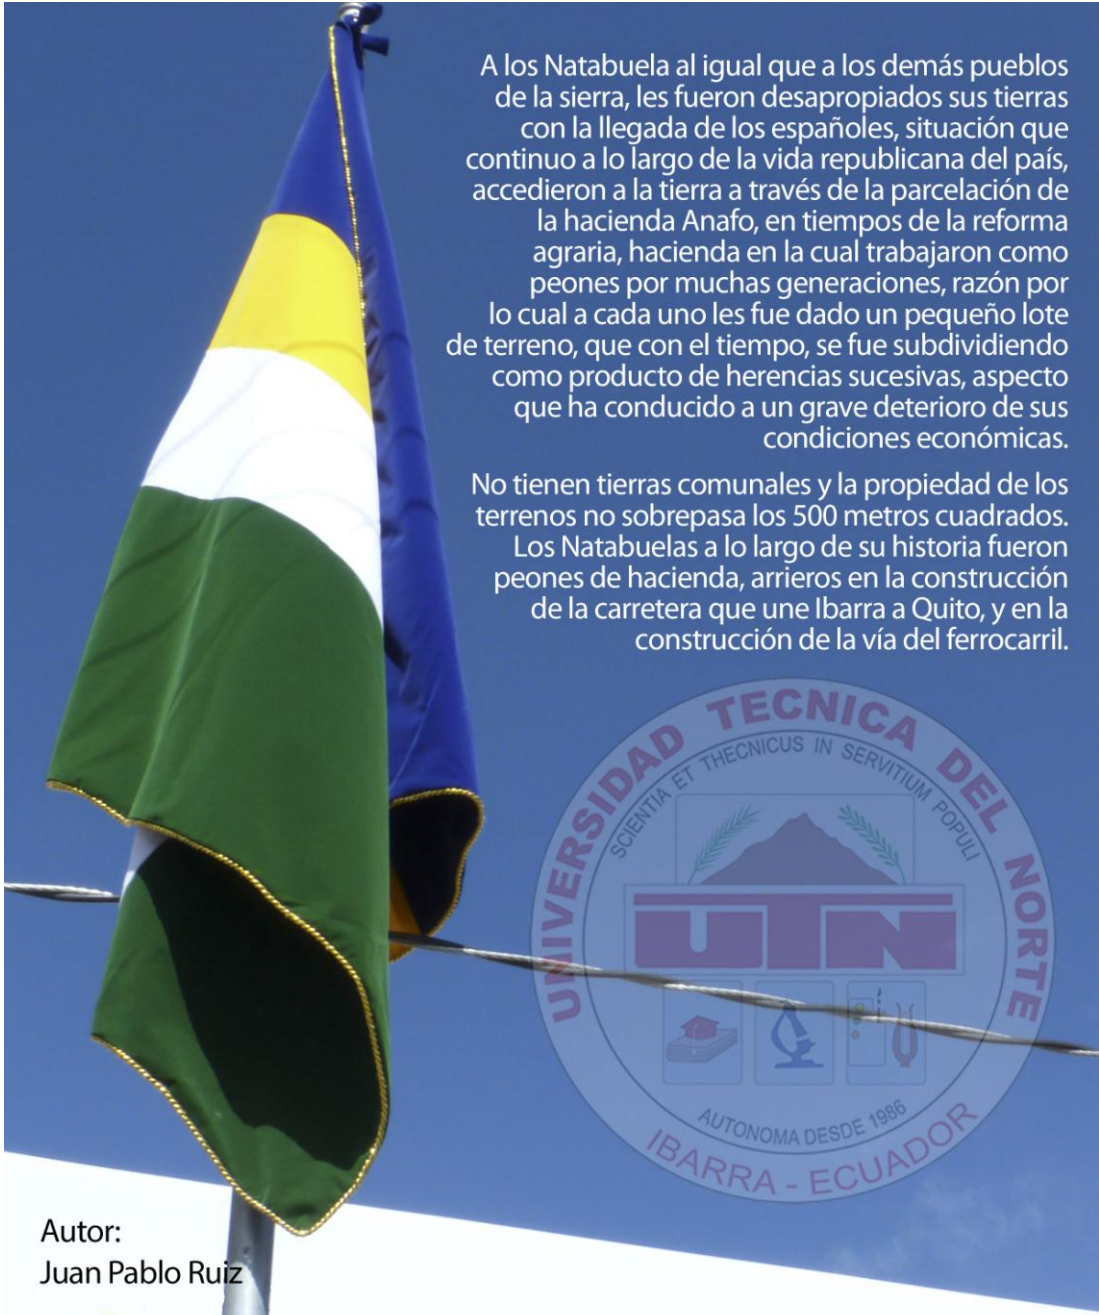 A los Natabuela al igual que a los demás pueblos
de la sierra, les fueron desapropiados sus tierras
con la llegada de los españoles, situación que
continuo a lo largo de la vida republicana del país,
accedieron a la tierra a través de la parcelación de
la hacienda Anafo, en tiempos de la reforma
agraria, hacienda en la cual trabajaron como
peones por muchas generaciones, razón por
lo cual a cada uno les fue dado un pequeño lote
de terreno, que con el tiempo, se fue subdividiendo
como producto de herencias sucesivas, aspecto
que ha conducido a un grave deterioro de sus
condiciones económicas.
No tienen tierras comunales y la propiedad de los
terrenos no sobrepasa los 500 metros cuadrados.
Los Natabuelas a lo largo de su historia fueron
peones de hacienda, arrieros en la construcción
de la carretera que une Ibarra a Quito, y en la
construcción de la vía del ferrocarril.
UNIVERSIDAD TECNICA DEL NORTE
SCIENTIA ET THECNICUS IN SERVITIUM POPULI
UTN
AUTONOMA DESDE 1986
IBARRA - ECUADOR
Autor:
Juan Pablo Ruiz